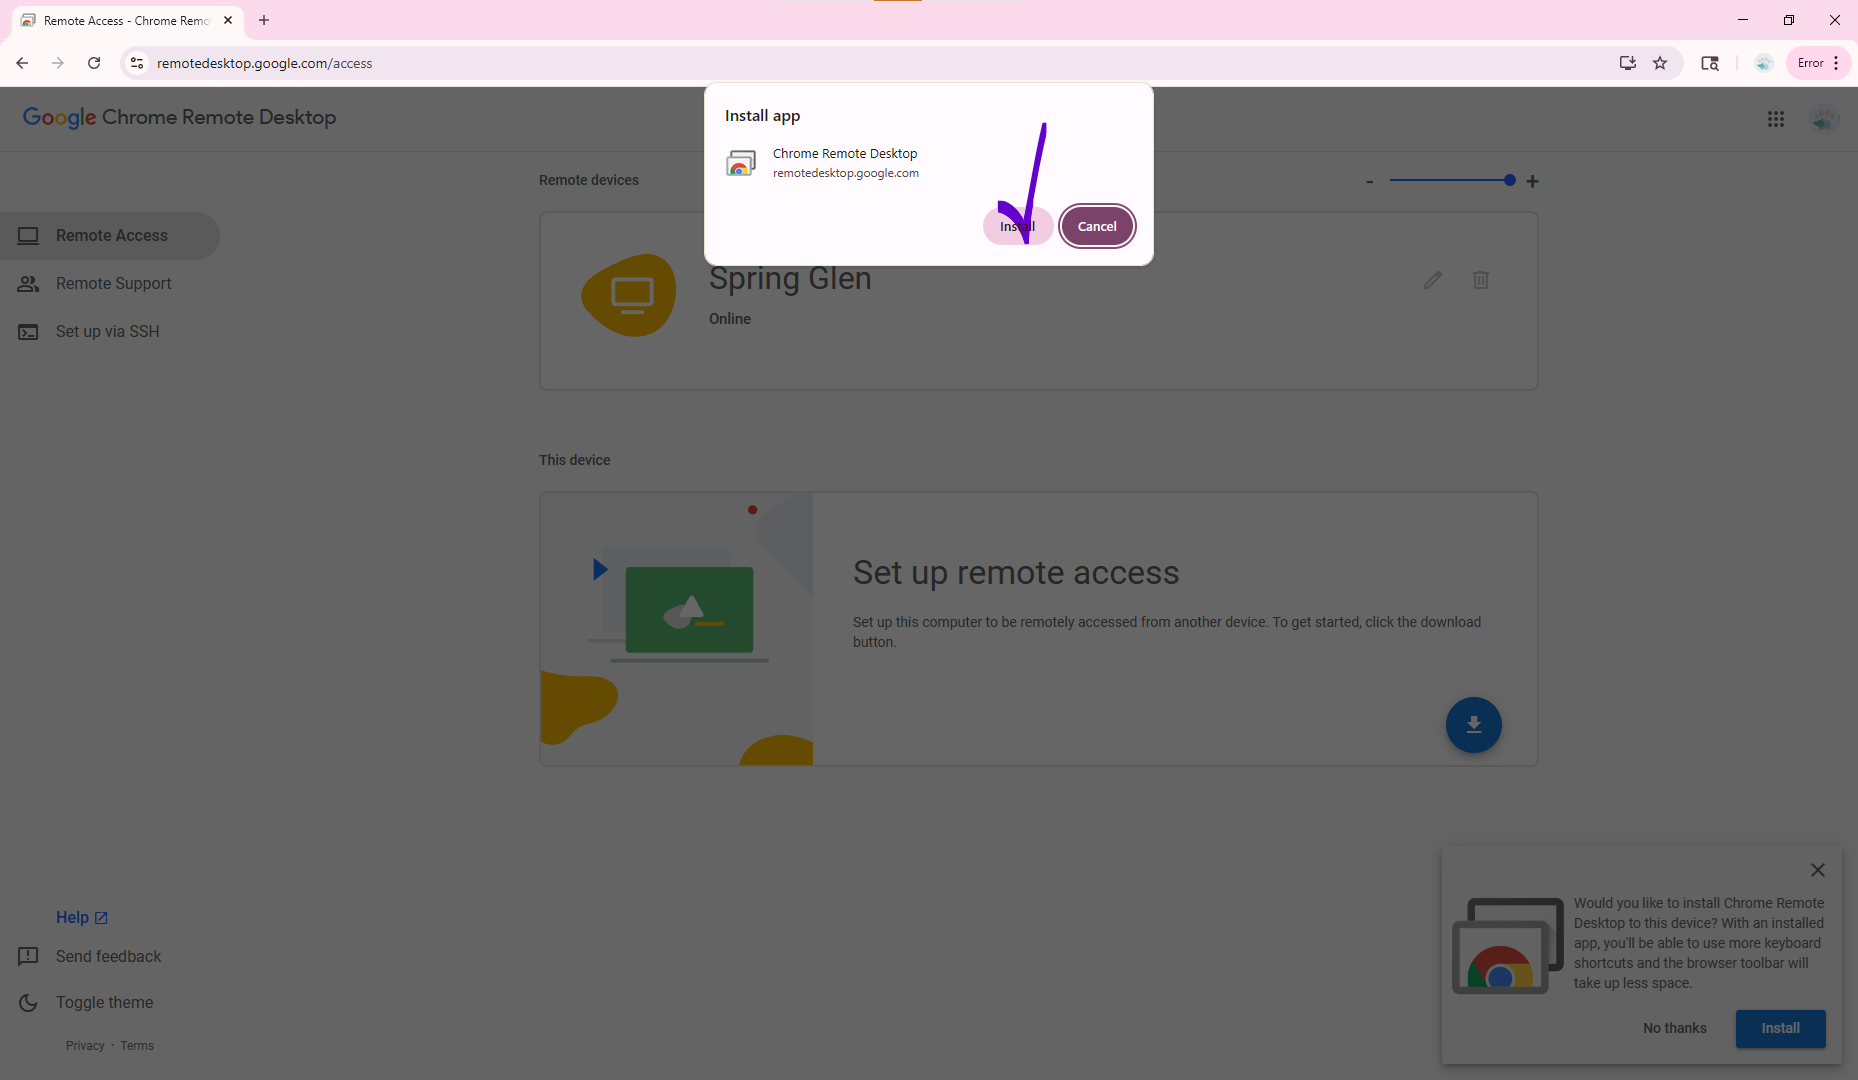 Remote Access - Chrome Remo
remotedesktop.google.com/access
Error
Google Chrome Remote Desktop
Install app
Chrome Remote Desktop
remotedesktop.google.com
Install
Cancel
Remote Access
Remote Support
Set up via SSH
Remote devices
- +
Spring Glen
Online
This device
Set up remote access
Set up this computer to be remotely accessed from another device. To get started, click the download
button.
Help
Send feedback
Toggle theme
Privacy · Terms
Would you like to install Chrome Remote
Desktop to this device? With an installed
app, you'll be able to use more keyboard
shortcuts and the browser toolbar will
take up less space.
No thanks
Install